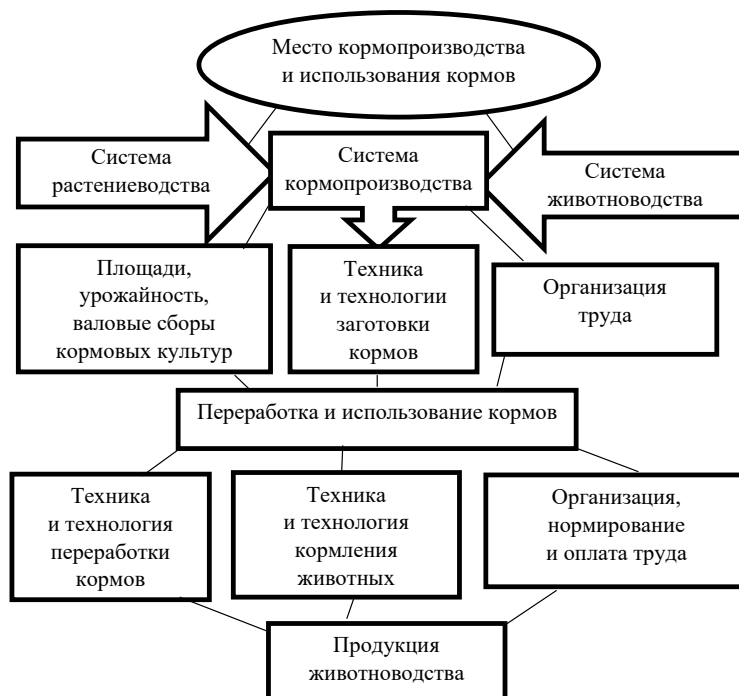 Место кормопроизводства
и использования кормов
Система
растениеводства
Система
кормопроизводства
Система
животноводства
Площади,
урожайность,
валовые сборы
кормовых культур
Техника
и технологии
заготовки
кормов
Организация
труда
Переработка и использование кормов
Техника
и технология
переработки
кормов
Техника
и технология
кормления
животных
Организация,
нормирование
и оплата труда
Продукция
животноводства